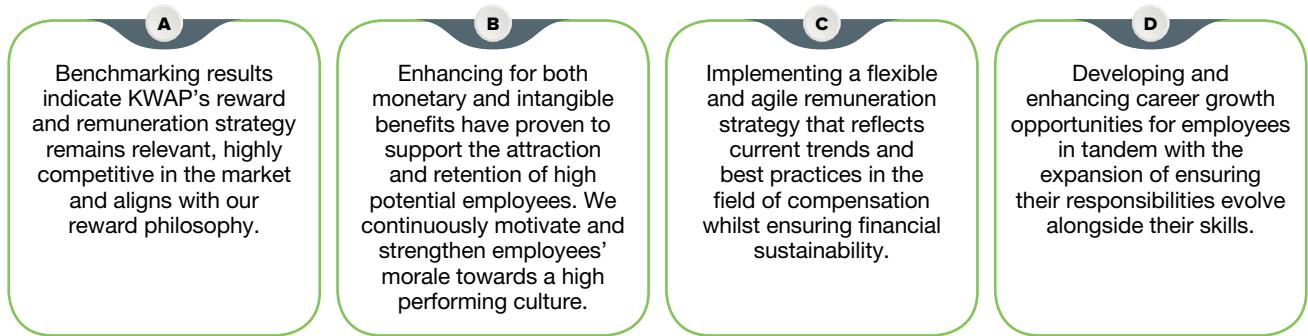 A
Benchmarking results
indicate KWAP’s reward
and remuneration strategy
remains relevant, highly
competitive in the market
and aligns with our
reward philosophy.
B
Enhancing for both
monetary and intangible
benefits have proven to
support the attraction
and retention of high
potential employees. We
continuously motivate and
strengthen employees’
morale towards a high
performing culture.
C
Implementing a flexible
and agile remuneration
strategy that reflects
current trends and
best practices in the
field of compensation
whilst ensuring financial
sustainability.
D
Developing and
enhancing career growth
opportunities for employees
in tandem with the
expansion of ensuring
their responsibilities evolve
alongside their skills.